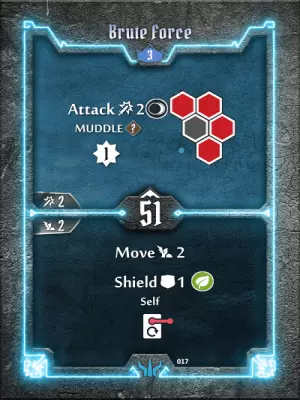 Brute Force
3
Attack 2
MUDDLE ?
1
2
51
2
Move 2
Shield 1
Self
017